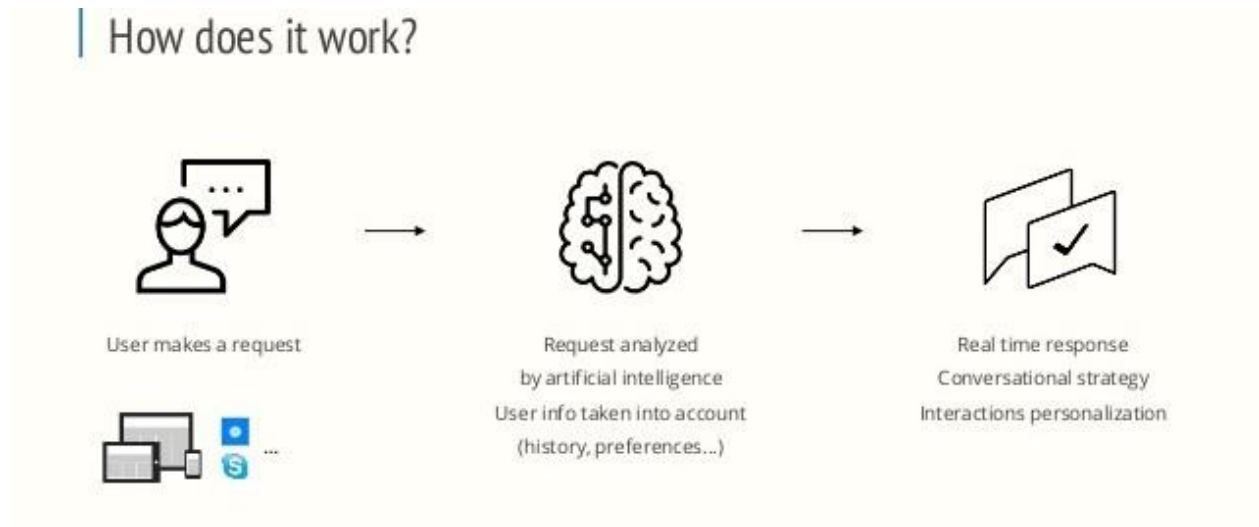 How does it work?
...
User makes a request
...
Request analyzed
by artificial intelligence
User info taken into account
(history, preferences...)
Real time response
Conversational strategy
Interactions personalization